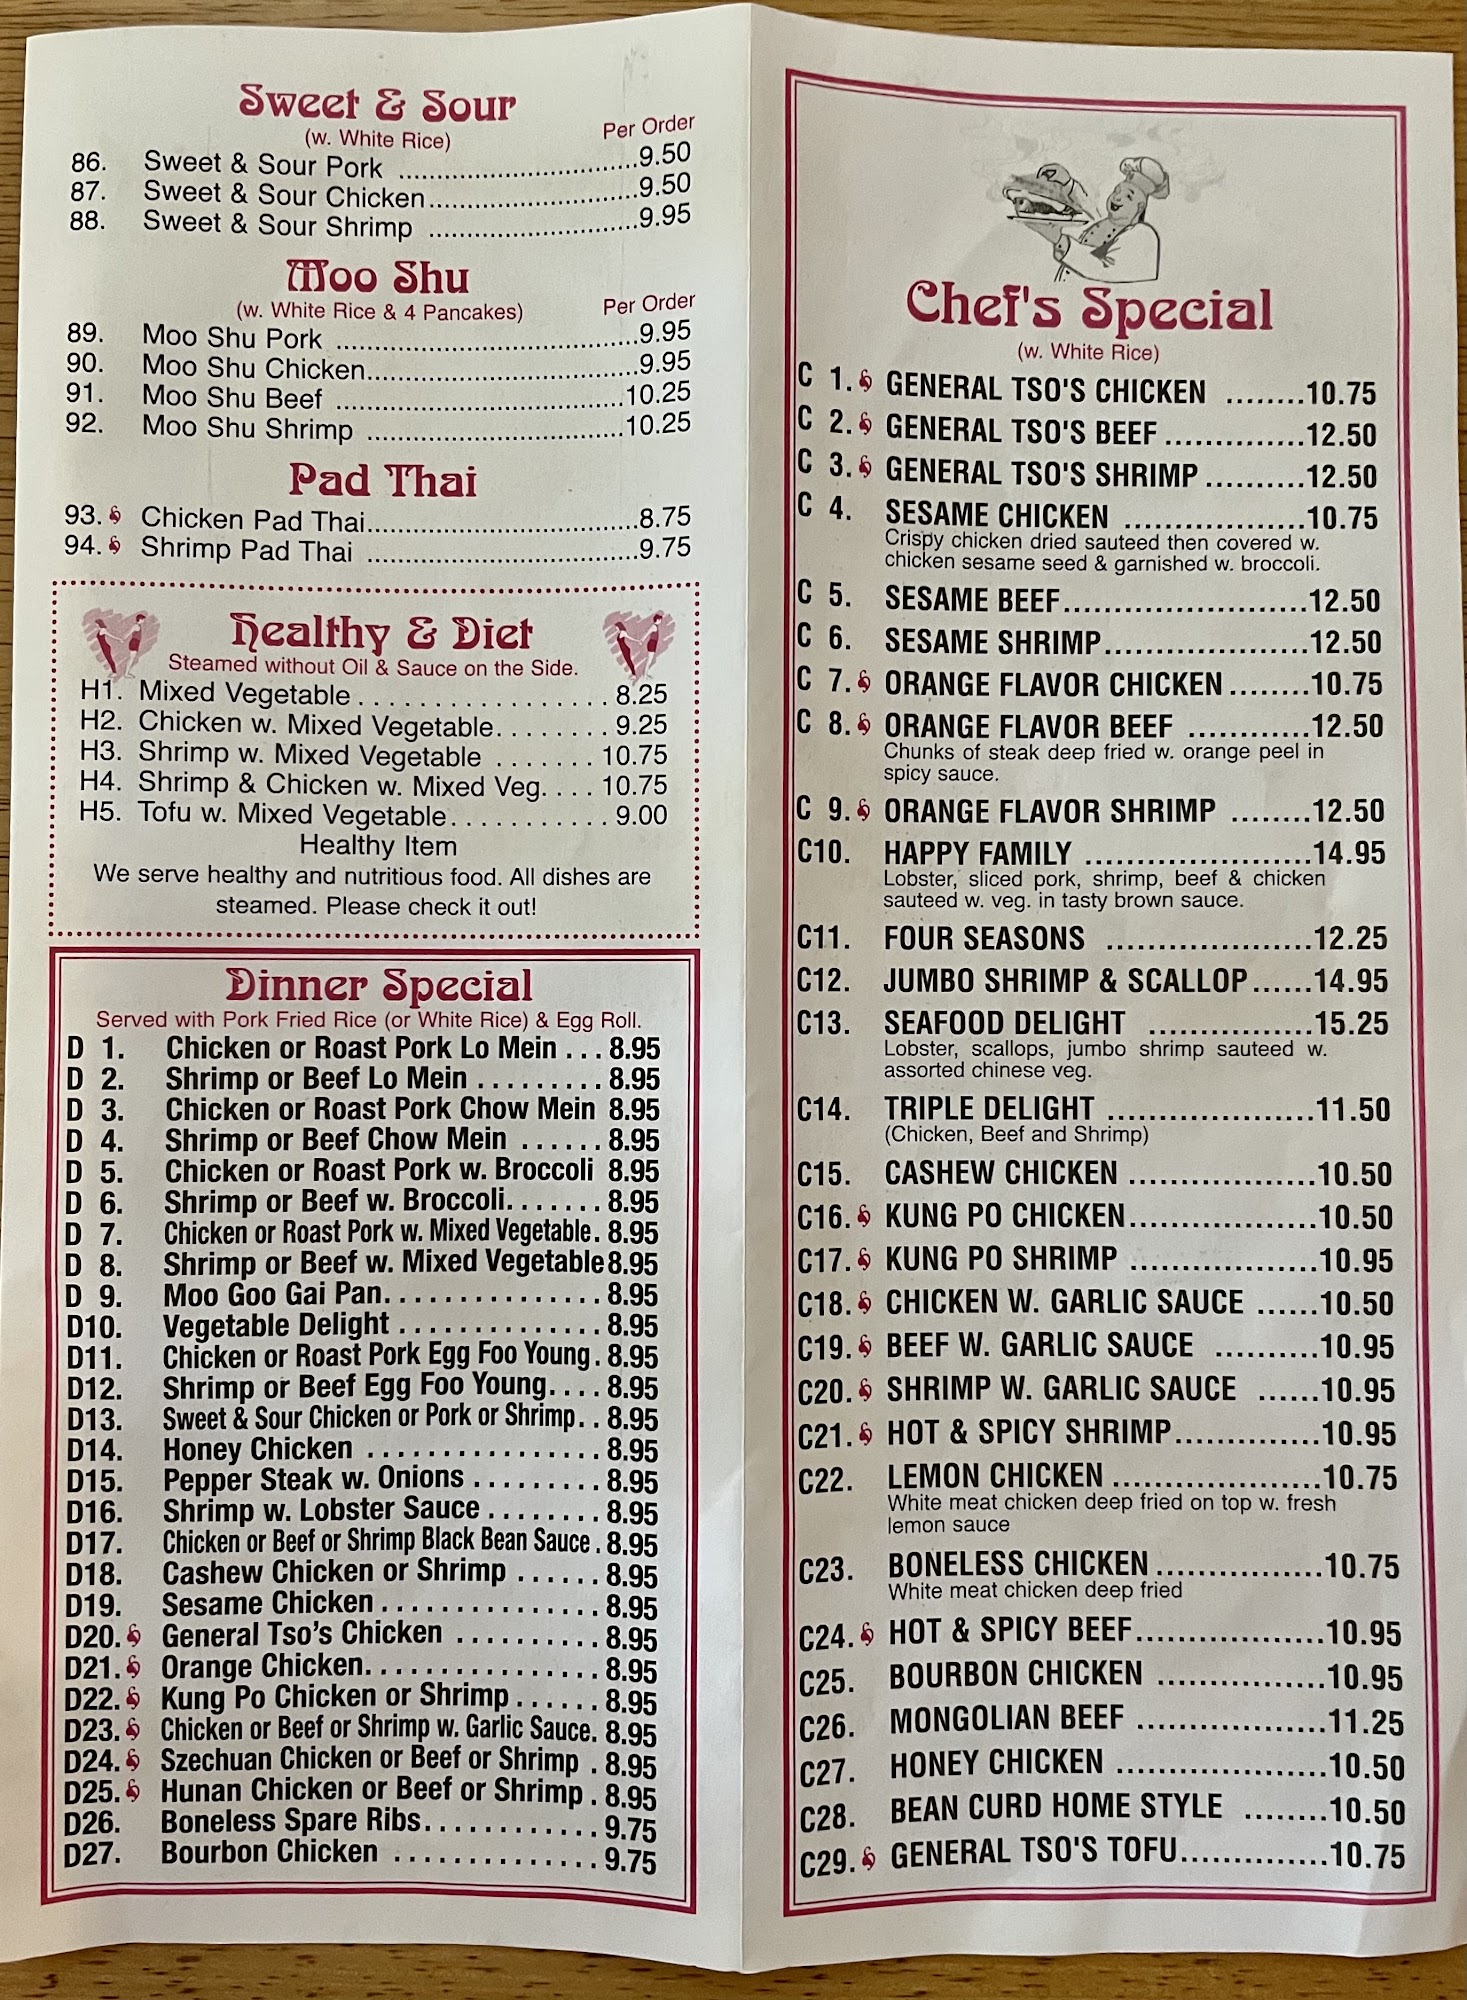 Sweet & Sour
(w. White Rice) Per Order
86. Sweet & Sour Pork ..............................9.50
87. Sweet & Sour Chicken..........................9.50
88. Sweet & Sour Shrimp ..........................9.95
Moo Shu
(w. White Rice & 4 Pancakes) Per Order
89. Moo Shu Pork ......................................9.95
90. Moo Shu Chicken..................................9.95
91. Moo Shu Beef ....................................10.25
92. Moo Shu Shrimp ................................10.25
Pad Thai
93. Chicken Pad Thai..................................8.75
94. Shrimp Pad Thai ..................................9.75
Healthy & Diet
Steamed without Oil & Sauce on the Side.
H1. Mixed Vegetable . . . . . . . . . . . . . . . . . 8.25
H2. Chicken w. Mixed Vegetable. . . . . . . . 9.25
H3. Shrimp w. Mixed Vegetable . . . . . . . 10.75
H4. Shrimp & Chicken w. Mixed Veg. . . . 10.75
H5. Tofu w. Mixed Vegetable. . . . . . . . . . . 9.00
Healthy Item
We serve healthy and nutritious food. All dishes are
steamed. Please check it out!
Dinner Special
Served with Pork Fried Rice (or White Rice) & Egg Roll.
D 1. Chicken or Roast Pork Lo Mein . . . 8.95
D 2. Shrimp or Beef Lo Mein . . . . . . . . . 8.95
D 3. Chicken or Roast Pork Chow Mein 8.95
D 4. Shrimp or Beef Chow Mein . . . . . . 8.95
D 5. Chicken or Roast Pork w. Broccoli 8.95
D 6. Shrimp or Beef w. Broccoli. . . . . . . 8.95
D 7. Chicken or Roast Pork w. Mixed Vegetable. 8.95
D 8. Shrimp or Beef w. Mixed Vegetable 8.95
D 9. Moo Goo Gai Pan. . . . . . . . . . . . . . . 8.95
D10. Vegetable Delight . . . . . . . . . . . . . . 8.95
D11. Chicken or Roast Pork Egg Foo Young . 8.95
D12. Shrimp or Beef Egg Foo Young. . . . 8.95
D13. Sweet & Sour Chicken or Pork or Shrimp. . 8.95
D14. Honey Chicken . . . . . . . . . . . . . . . . 8.95
D15. Pepper Steak w. Onions . . . . . . . . . 8.95
D16. Shrimp w. Lobster Sauce . . . . . . . . 8.95
D17. Chicken or Beef or Shrimp Black Bean Sauce . 8.95
D18. Cashew Chicken or Shrimp . . . . . . 8.95
D19. Sesame Chicken . . . . . . . . . . . . . . . 8.95
D20. General Tso's Chicken . . . . . . . . . . 8.95
D21. Orange Chicken. . . . . . . . . . . . . . . . 8.95
D22. Kung Po Chicken or Shrimp . . . . . . 8.95
D23. Chicken or Beef or Shrimp w. Garlic Sauce. 8.95
D24. Szechuan Chicken or Beef or Shrimp . 8.95
D25. Hunan Chicken or Beef or Shrimp . 8.95
D26. Boneless Spare Ribs. . . . . . . . . . . . 9.75
D27. Bourbon Chicken . . . . . . . . . . . . . . 9.75
Chef's Special
(w. White Rice)
C 1. GENERAL TSO'S CHICKEN ........10.75
C 2. GENERAL TSO'S BEEF..............12.50
C 3. GENERAL TSO'S SHRIMP..........12.50
C 4. SESAME CHICKEN ..................10.75
Crispy chicken dried sauteed then covered w.
chicken sesame seed & garnished w. broccoli.
C 5. SESAME BEEF........................12.50
C 6. SESAME SHRIMP....................12.50
C 7. ORANGE FLAVOR CHICKEN........10.75
C 8. ORANGE FLAVOR BEEF ............12.50
Chunks of steak deep fried w. orange peel in
spicy sauce.
C 9. ORANGE FLAVOR SHRIMP ........12.50
C10. HAPPY FAMILY ......................14.95
Lobster, sliced pork, shrimp, beef & chicken
sauteed w. veg. in tasty brown sauce.
C11. FOUR SEASONS ....................12.25
C12. JUMBO SHRIMP & SCALLOP......14.95
C13. SEAFOOD DELIGHT ................15.25
Lobster, scallops, jumbo shrimp sauteed w.
assorted chinese veg.
C14. TRIPLE DELIGHT ....................11.50
(Chicken, Beef and Shrimp)
C15. CASHEW CHICKEN ..................10.50
C16. KUNG PO CHICKEN..................10.50
C17. KUNG PO SHRIMP ..................10.95
C18. CHICKEN W. GARLIC SAUCE ......10.50
C19. BEEF W. GARLIC SAUCE ..........10.95
C20. SHRIMP W. GARLIC SAUCE ......10.95
C21. HOT & SPICY SHRIMP..............10.95
C22. LEMON CHICKEN ....................10.75
White meat chicken deep fried on top w. fresh
lemon sauce
C23. BONELESS CHICKEN................10.75
White meat chicken deep fried
C24. HOT & SPICY BEEF..................10.95
C25. BOURBON CHICKEN ................10.95
C26. MONGOLIAN BEEF ..................11.25
C27. HONEY CHICKEN ....................10.50
C28. BEAN CURD HOME STYLE ........10.50
C29. GENERAL TSO'S TOFU..............10.75